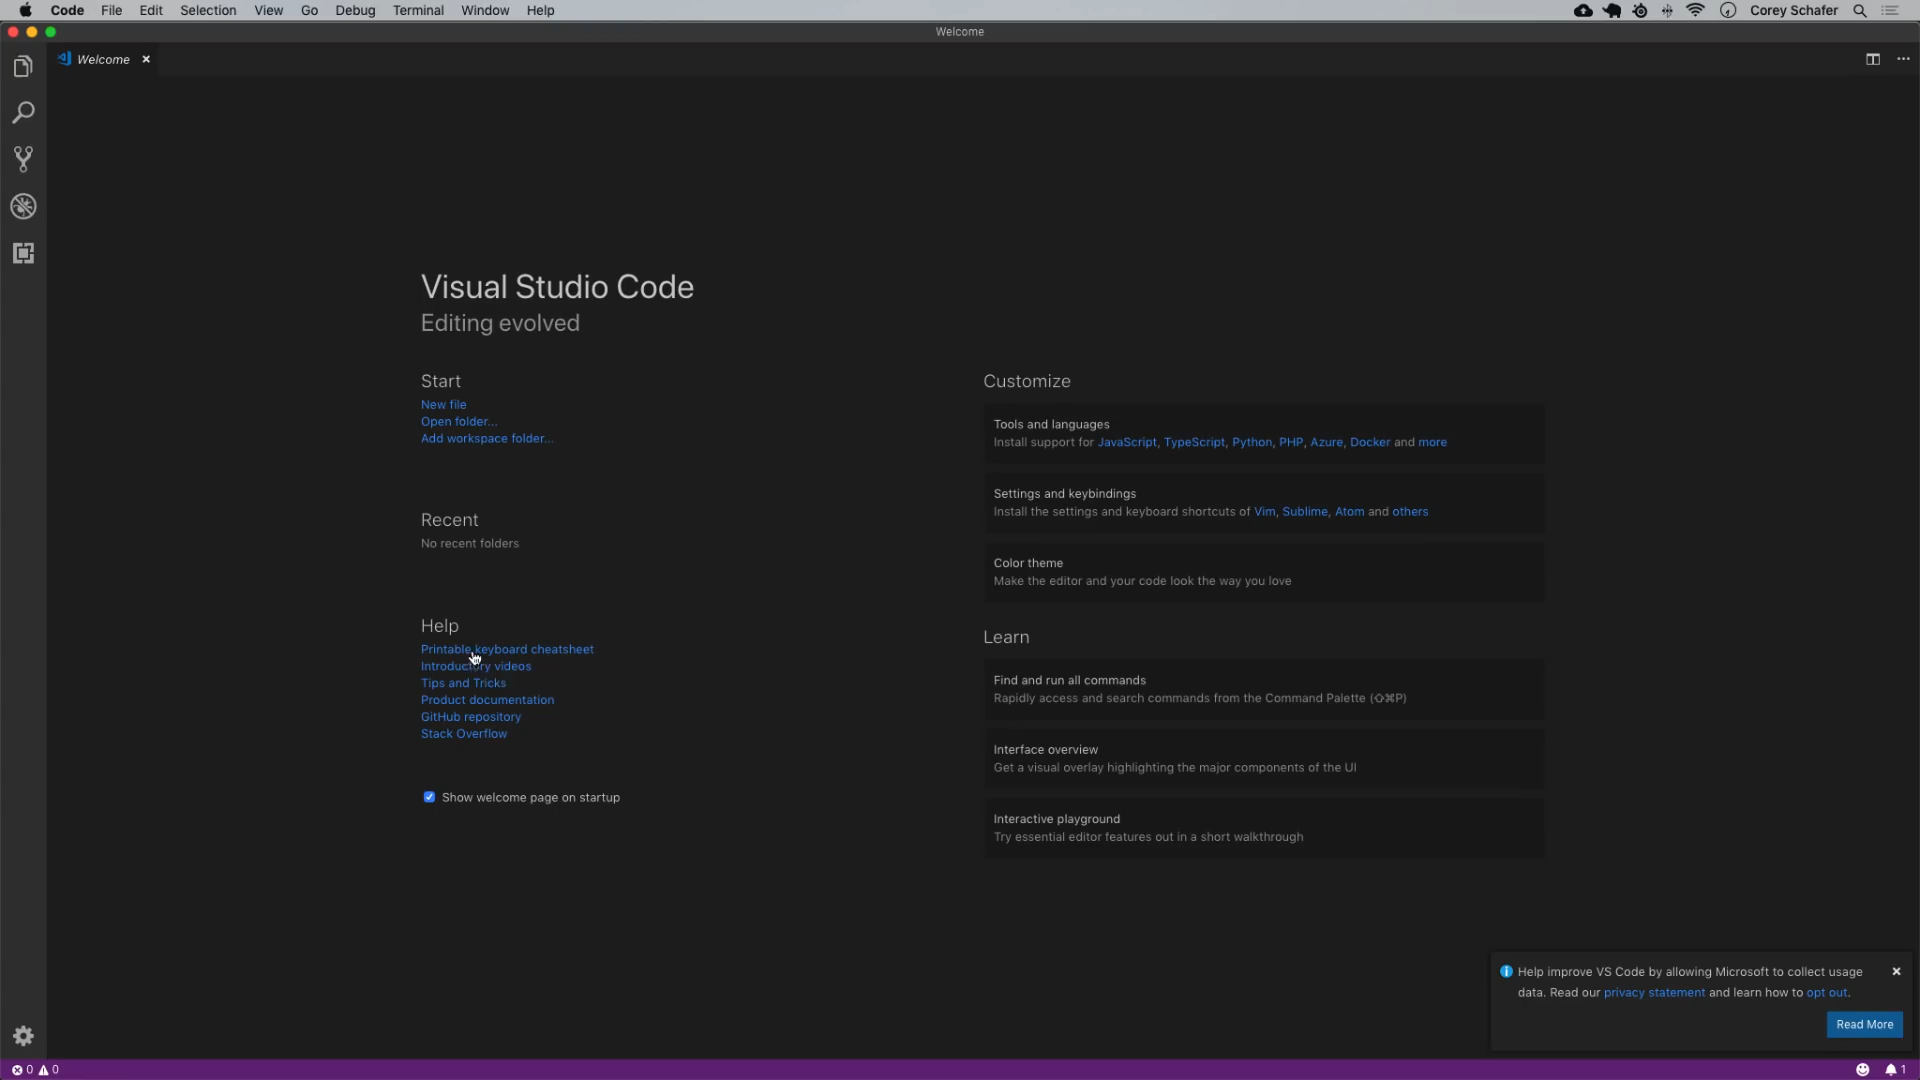 Code File Edit Selection View Go Debug Terminal Window Help Corey Schafer
Welcome
Welcome
Visual Studio Code
Editing evolved
Start
New file
Open folder...
Add workspace folder...
Recent
No recent folders
Help
Printable keyboard cheatsheet
Introductory videos
Tips and Tricks
Product documentation
GitHub repository
Stack Overflow
Show welcome page on startup
Customize
Tools and languages
Install support for JavaScript, TypeScript, Python, PHP, Azure, Docker and more
Settings and keybindings
Install the settings and keyboard shortcuts of Vim, Sublime, Atom and others
Color theme
Make the editor and your code look the way you love
Learn
Find and run all commands
Rapidly access and search commands from the Command Palette (⇧⌘P)
Interface overview
Get a visual overlay highlighting the major components of the UI
Interactive playground
Try essential editor features out in a short walkthrough
Help improve VS Code by allowing Microsoft to collect usage
data. Read our privacy statement and learn how to opt out.
Read More
0 0 1